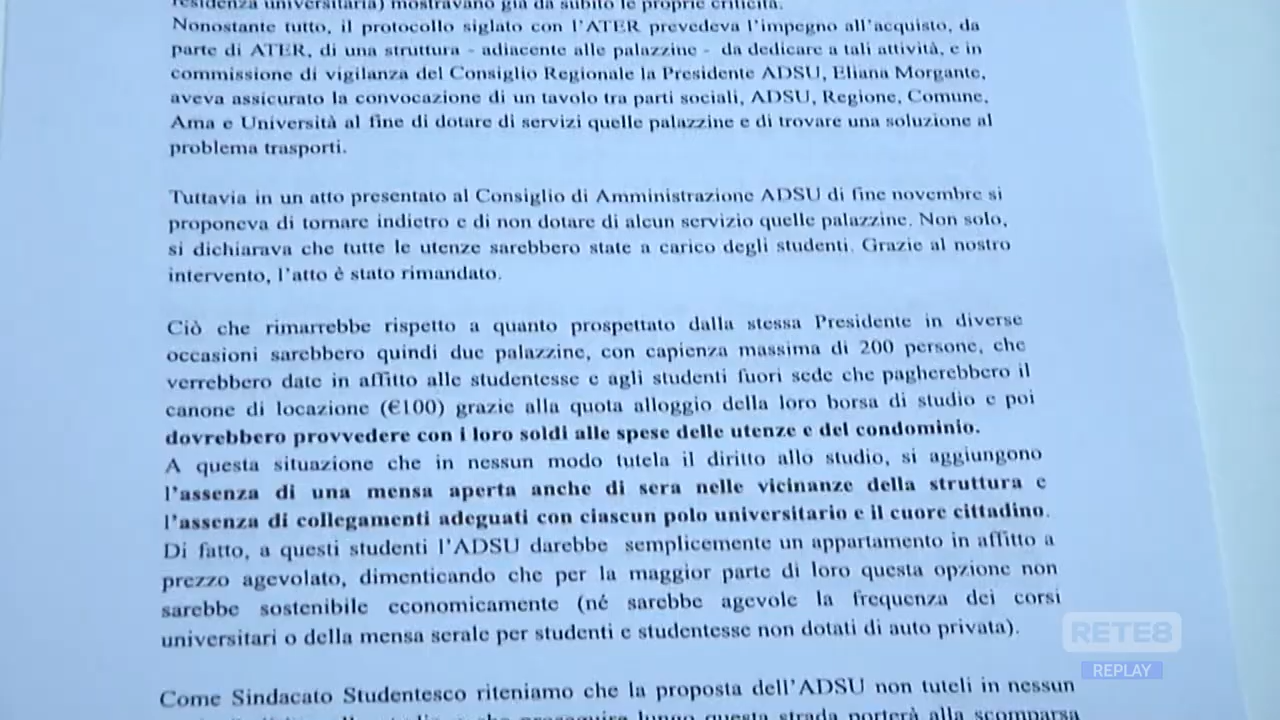 residenza universitaria) mostravano già da subito le proprie criticità.
Nonostante tutto, il protocollo siglato con l'ATER prevedeva l'impegno all'acquisto, da
parte di ATER, di una struttura - adiacente alle palazzine - da dedicare a tali attività, e in
commissione di vigilanza del Consiglio Regionale la Presidente ADSU, Eliana Morgante,
aveva assicurato la convocazione di un tavolo tra parti sociali, ADSU, Regione, Comune,
Ama e Università al fine di dotare di servizi quelle palazzine e di trovare una soluzione al
problema trasporti.
Tuttavia in un atto presentato al Consiglio di Amministrazione ADSU di fine novembre si
proponeva di tornare indietro e di non dotare di alcun servizio quelle palazzine. Non solo,
si dichiarava che tutte le utenze sarebbero state a carico degli studenti. Grazie al nostro
intervento, l'atto è stato rimandato.
Ciò che rimarrebbe rispetto a quanto prospettato dalla stessa Presidente in diverse
occasioni sarebbero quindi due palazzine, con capienza massima di 200 persone, che
verrebbero date in affitto alle studentesse e agli studenti fuori sede che pagherebbero il
canone di locazione (€100) grazie alla quota alloggio della loro borsa di studio e poi
dovrebbero provvedere con i loro soldi alle spese delle utenze e del condominio.
A questa situazione che in nessun modo tutela il diritto allo studio, si aggiungono
l'assenza di una mensa aperta anche di sera nelle vicinanze della struttura e
l'assenza di collegamenti adeguati con ciascun polo universitario e il cuore cittadino.
Di fatto, a questi studenti l'ADSU darebbe semplicemente un appartamento in affitto a
prezzo agevolato, dimenticando che per la maggior parte di loro questa opzione non
sarebbe sostenibile economicamente (né sarebbe agevole la frequenza dei corsi
universitari o della mensa serale per studenti e studentesse non dotati di auto privata).
Come Sindacato Studentesco riteniamo che la proposta dell'ADSU non tuteli in nessun
questa strada porterà alla scomparsa
RETE8
REPLAY